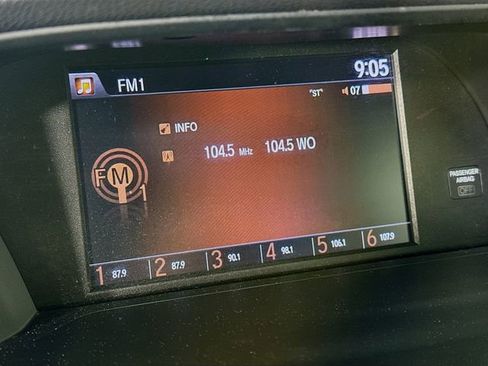 9:05
FM1
"ST" 07
INFO
104.5 MHz 104.5 WO
FM 1
PASSENGER
AIRBAG
OFF
1 87.9 2 87.9 3 90.1 4 98.1 5 106.1 6 107.9